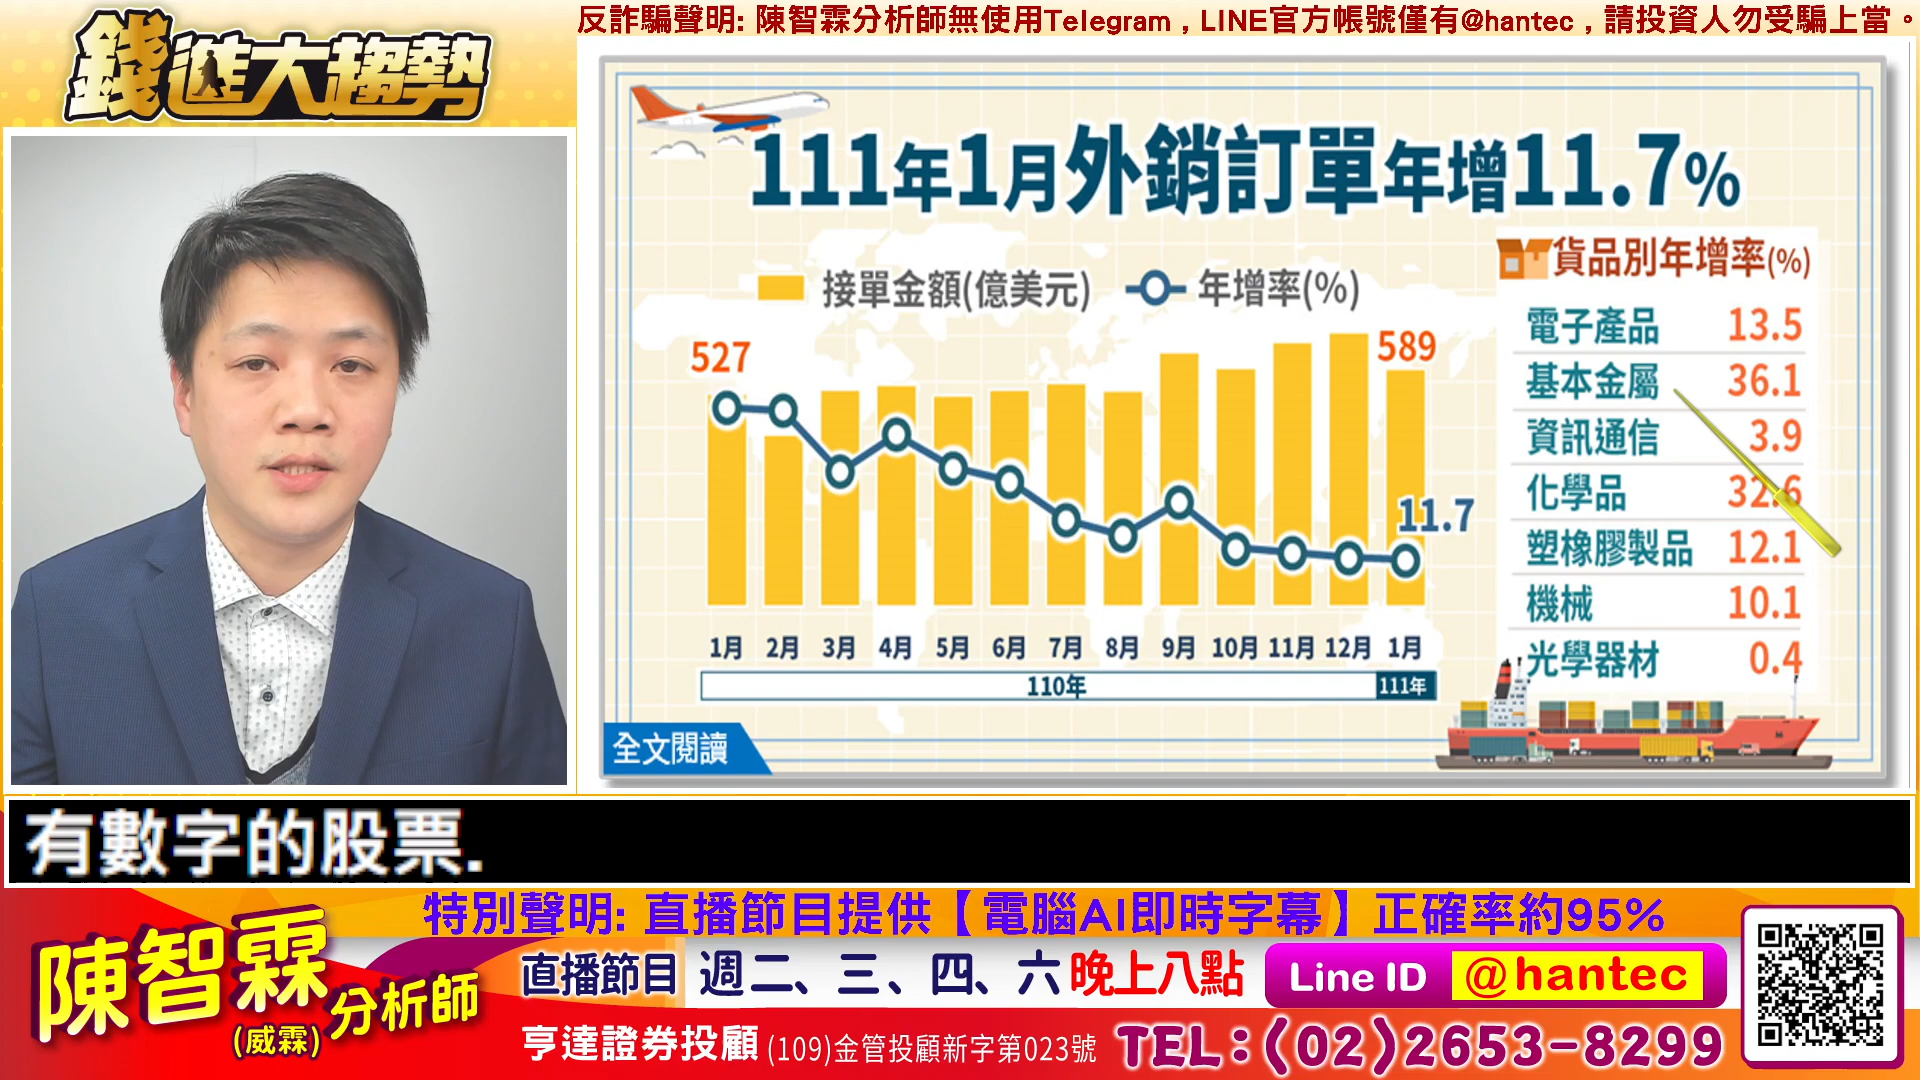 反詐騙聲明: 陳智霖分析師無使用Telegram , LINE官方帳號僅有@hantec , 請投資人勿受騙上當。
錢進大趨勢
111年1月外銷訂單年增11.7%
接單金額(億美元)
年增率(%)
527
589
11.7
1月 2月 3月 4月 5月 6月 7月 8月 9月 10月 11月 12月 1月
110年
111年
貨品別年增率(%)
電子產品 13.5
基本金屬 36.1
資訊通信 3.9
化學品 32.6
塑橡膠製品 12.1
機械 10.1
光學器材 0.4
全文閱讀
有數字的股票.
特別聲明: 直播節目提供【電腦AI即時字幕】正確率約95%
陳智霖
(威霖)
分析師
直播節目 週二、三、四、六 晚上八點
Line ID @hantec
亨達證券投顧 (109)金管投顧新字第023號 TEL:(02)2653-8299